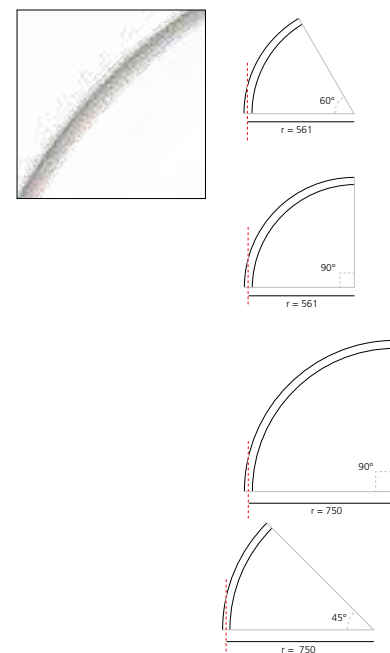 60°
r = 561
90°
r = 561
90°
r = 750
45°
r = 750